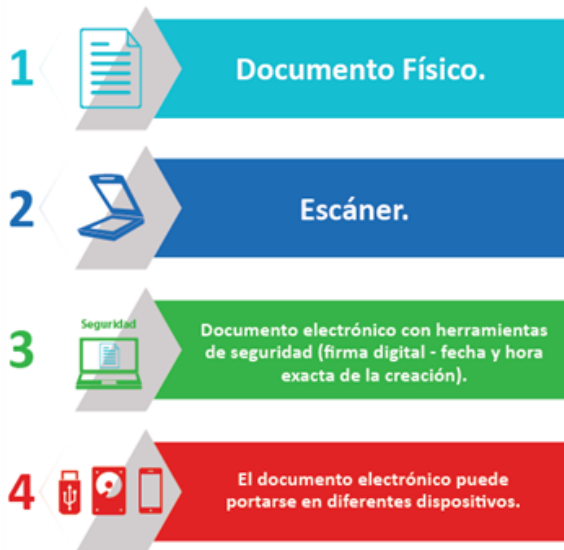 1
Documento Físico.
2
Escáner.
Seguridad
3
Documento electrónico con herramientas
de seguridad (firma digital - fecha y hora
exacta de la creación).
4
El documento electrónico puede
portarse en diferentes dispositivos.